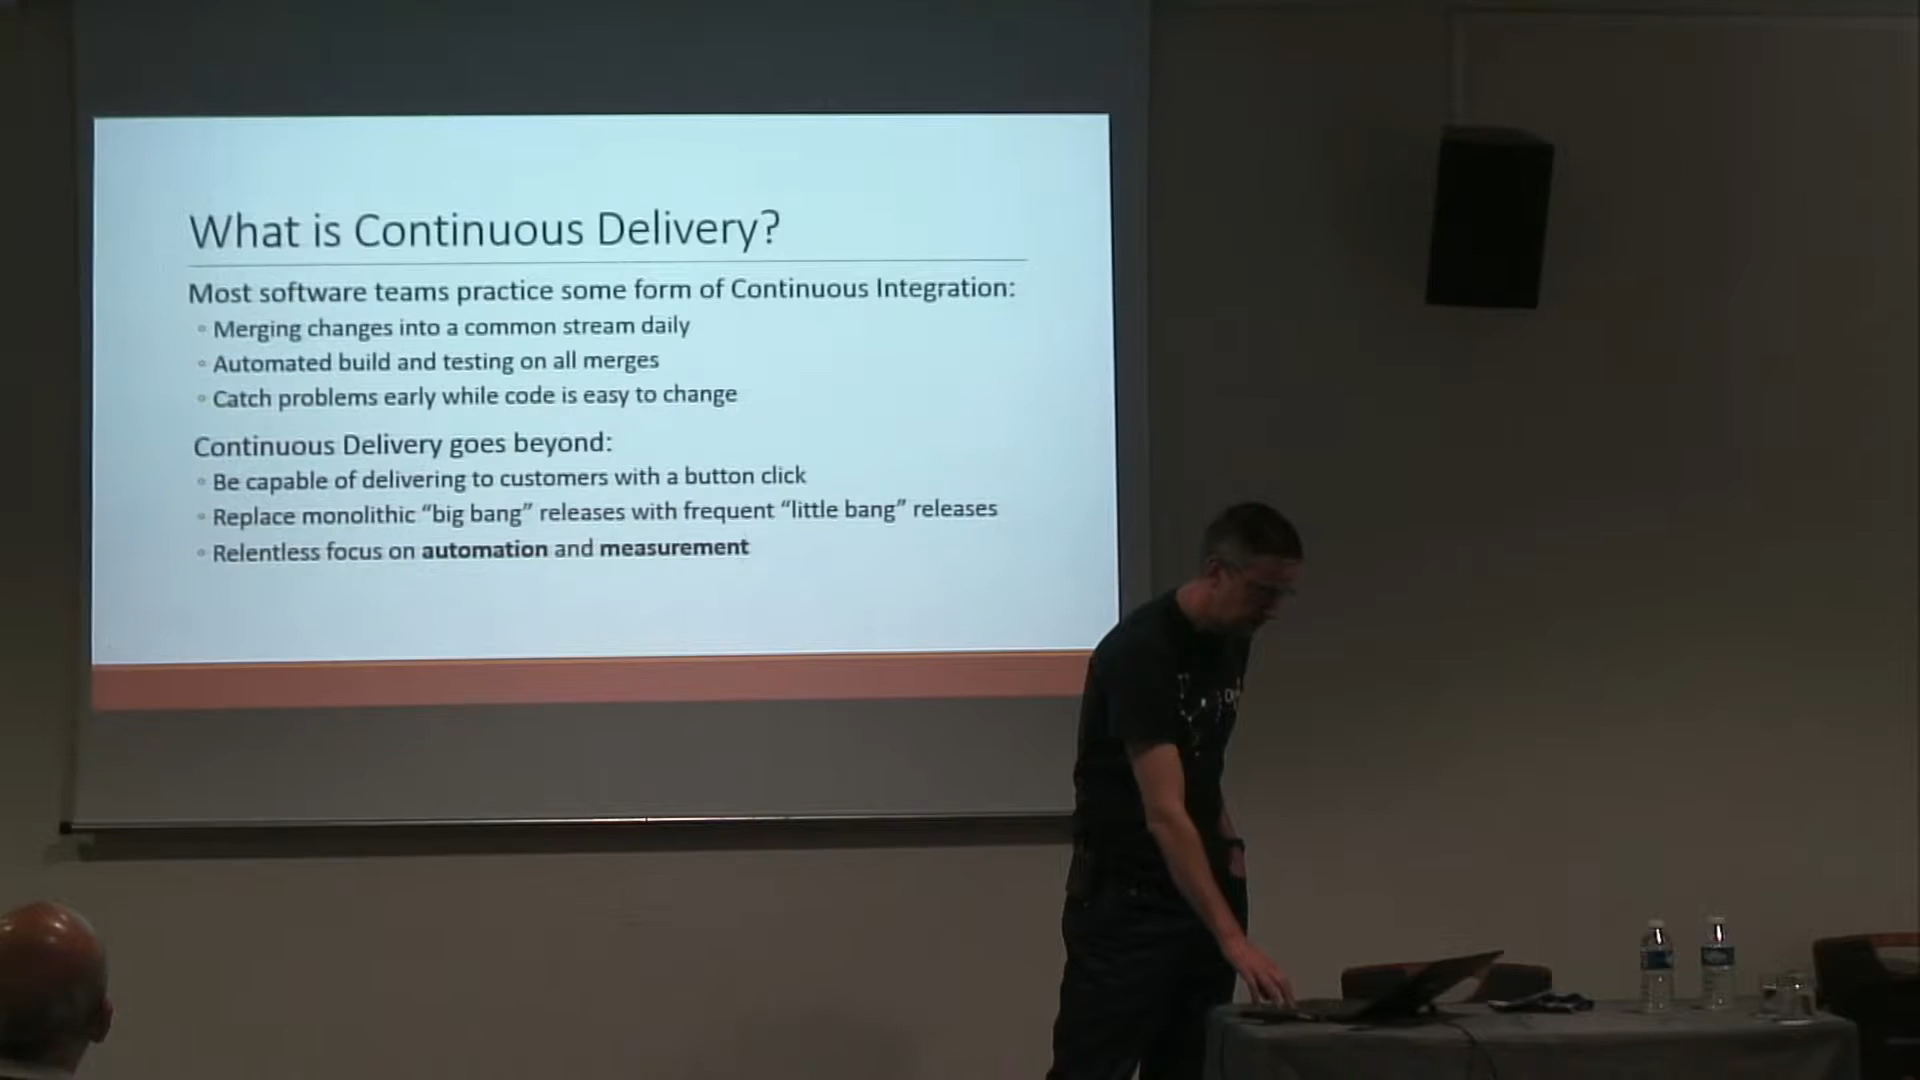 What is Continuous Delivery?
Most software teams practice some form of Continuous Integration:
◦ Merging changes into a common stream daily
◦ Automated build and testing on all merges
◦ Catch problems early while code is easy to change
Continuous Delivery goes beyond:
◦ Be capable of delivering to customers with a button click
◦ Replace monolithic “big bang” releases with frequent “little bang” releases
◦ Relentless focus on automation and measurement